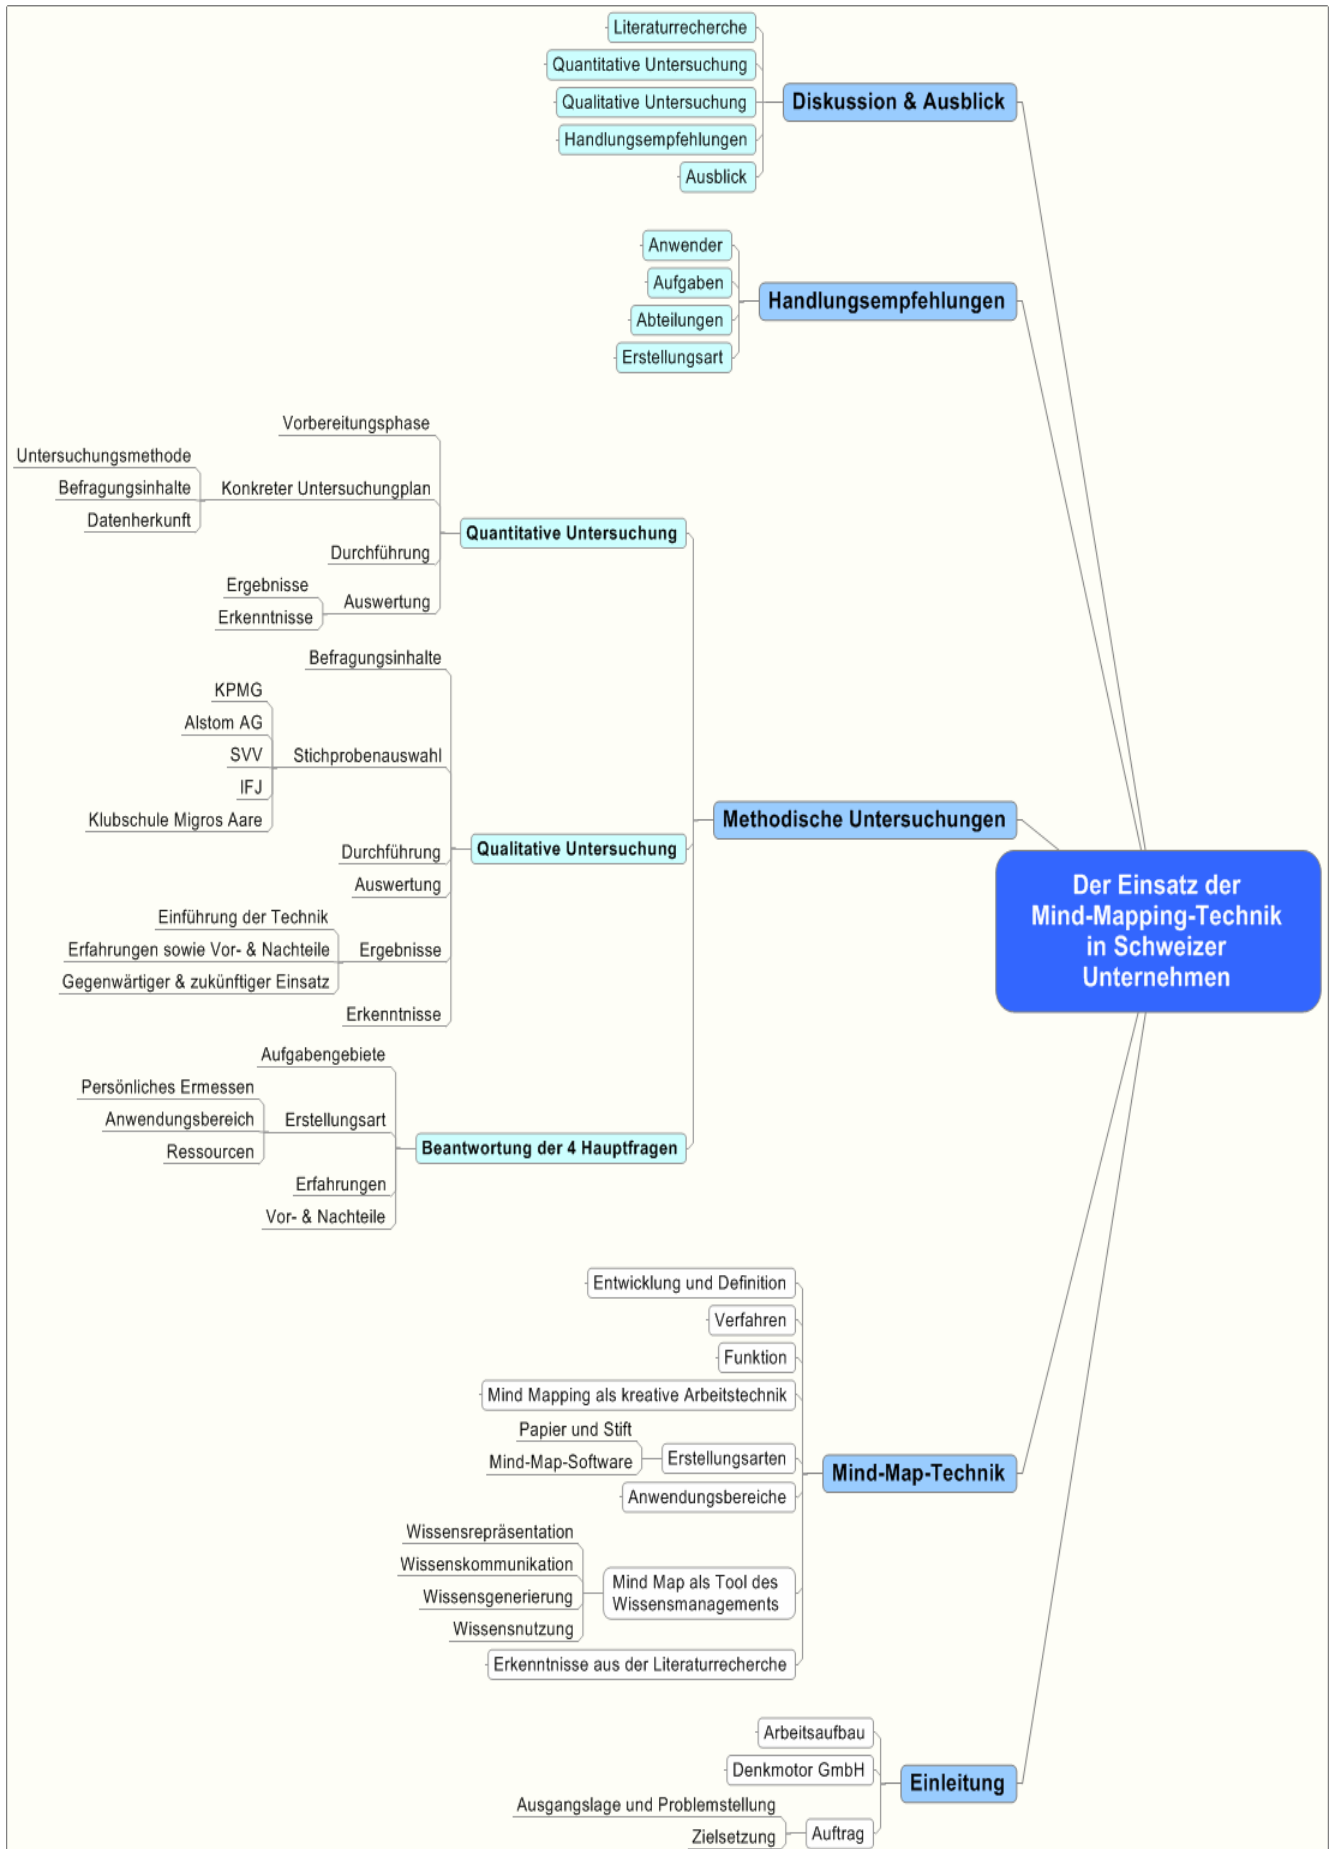 Literaturrecherche
Quantitative Untersuchung
Qualitative Untersuchung
Handlungsempfehlungen
Ausblick
Diskussion & Ausblick
Anwender
Aufgaben
Abteilungen
Erstellungsart
Handlungsempfehlungen
Vorbereitungsphase
Untersuchungsmethode
Befragungsinhalte
Datenherkunft
Konkreter Untersuchungplan
Durchführung
Ergebnisse
Erkenntnisse
Auswertung
Quantitative Untersuchung
Befragungsinhalte
KPMG
Alstom AG
SVV
IFJ
Klubschule Migros Aare
Stichprobenauswahl
Durchführung
Auswertung
Einführung der Technik
Erfahrungen sowie Vor- & Nachteile
Gegenwärtiger & zukünftiger Einsatz
Ergebnisse
Erkenntnisse
Qualitative Untersuchung
Aufgabengebiete
Persönliches Ermessen
Anwendungsbereich
Ressourcen
Erstellungsart
Erfahrungen
Vor- & Nachteile
Beantwortung der 4 Hauptfragen
Methodische Untersuchungen
Der Einsatz der
Mind-Mapping-Technik
in Schweizer
Unternehmen
Entwicklung und Definition
Verfahren
Funktion
Mind Mapping als kreative Arbeitstechnik
Papier und Stift
Mind-Map-Software
Erstellungsarten
Anwendungsbereiche
Wissensrepräsentation
Wissenskommunikation
Wissensgenerierung
Wissensnutzung
Mind Map als Tool des
Wissensmanagements
Erkenntnisse aus der Literaturrecherche
Mind-Map-Technik
Arbeitsaufbau
Denkmotor GmbH
Ausgangslage und Problemstellung
Zielsetzung
Auftrag
Einleitung